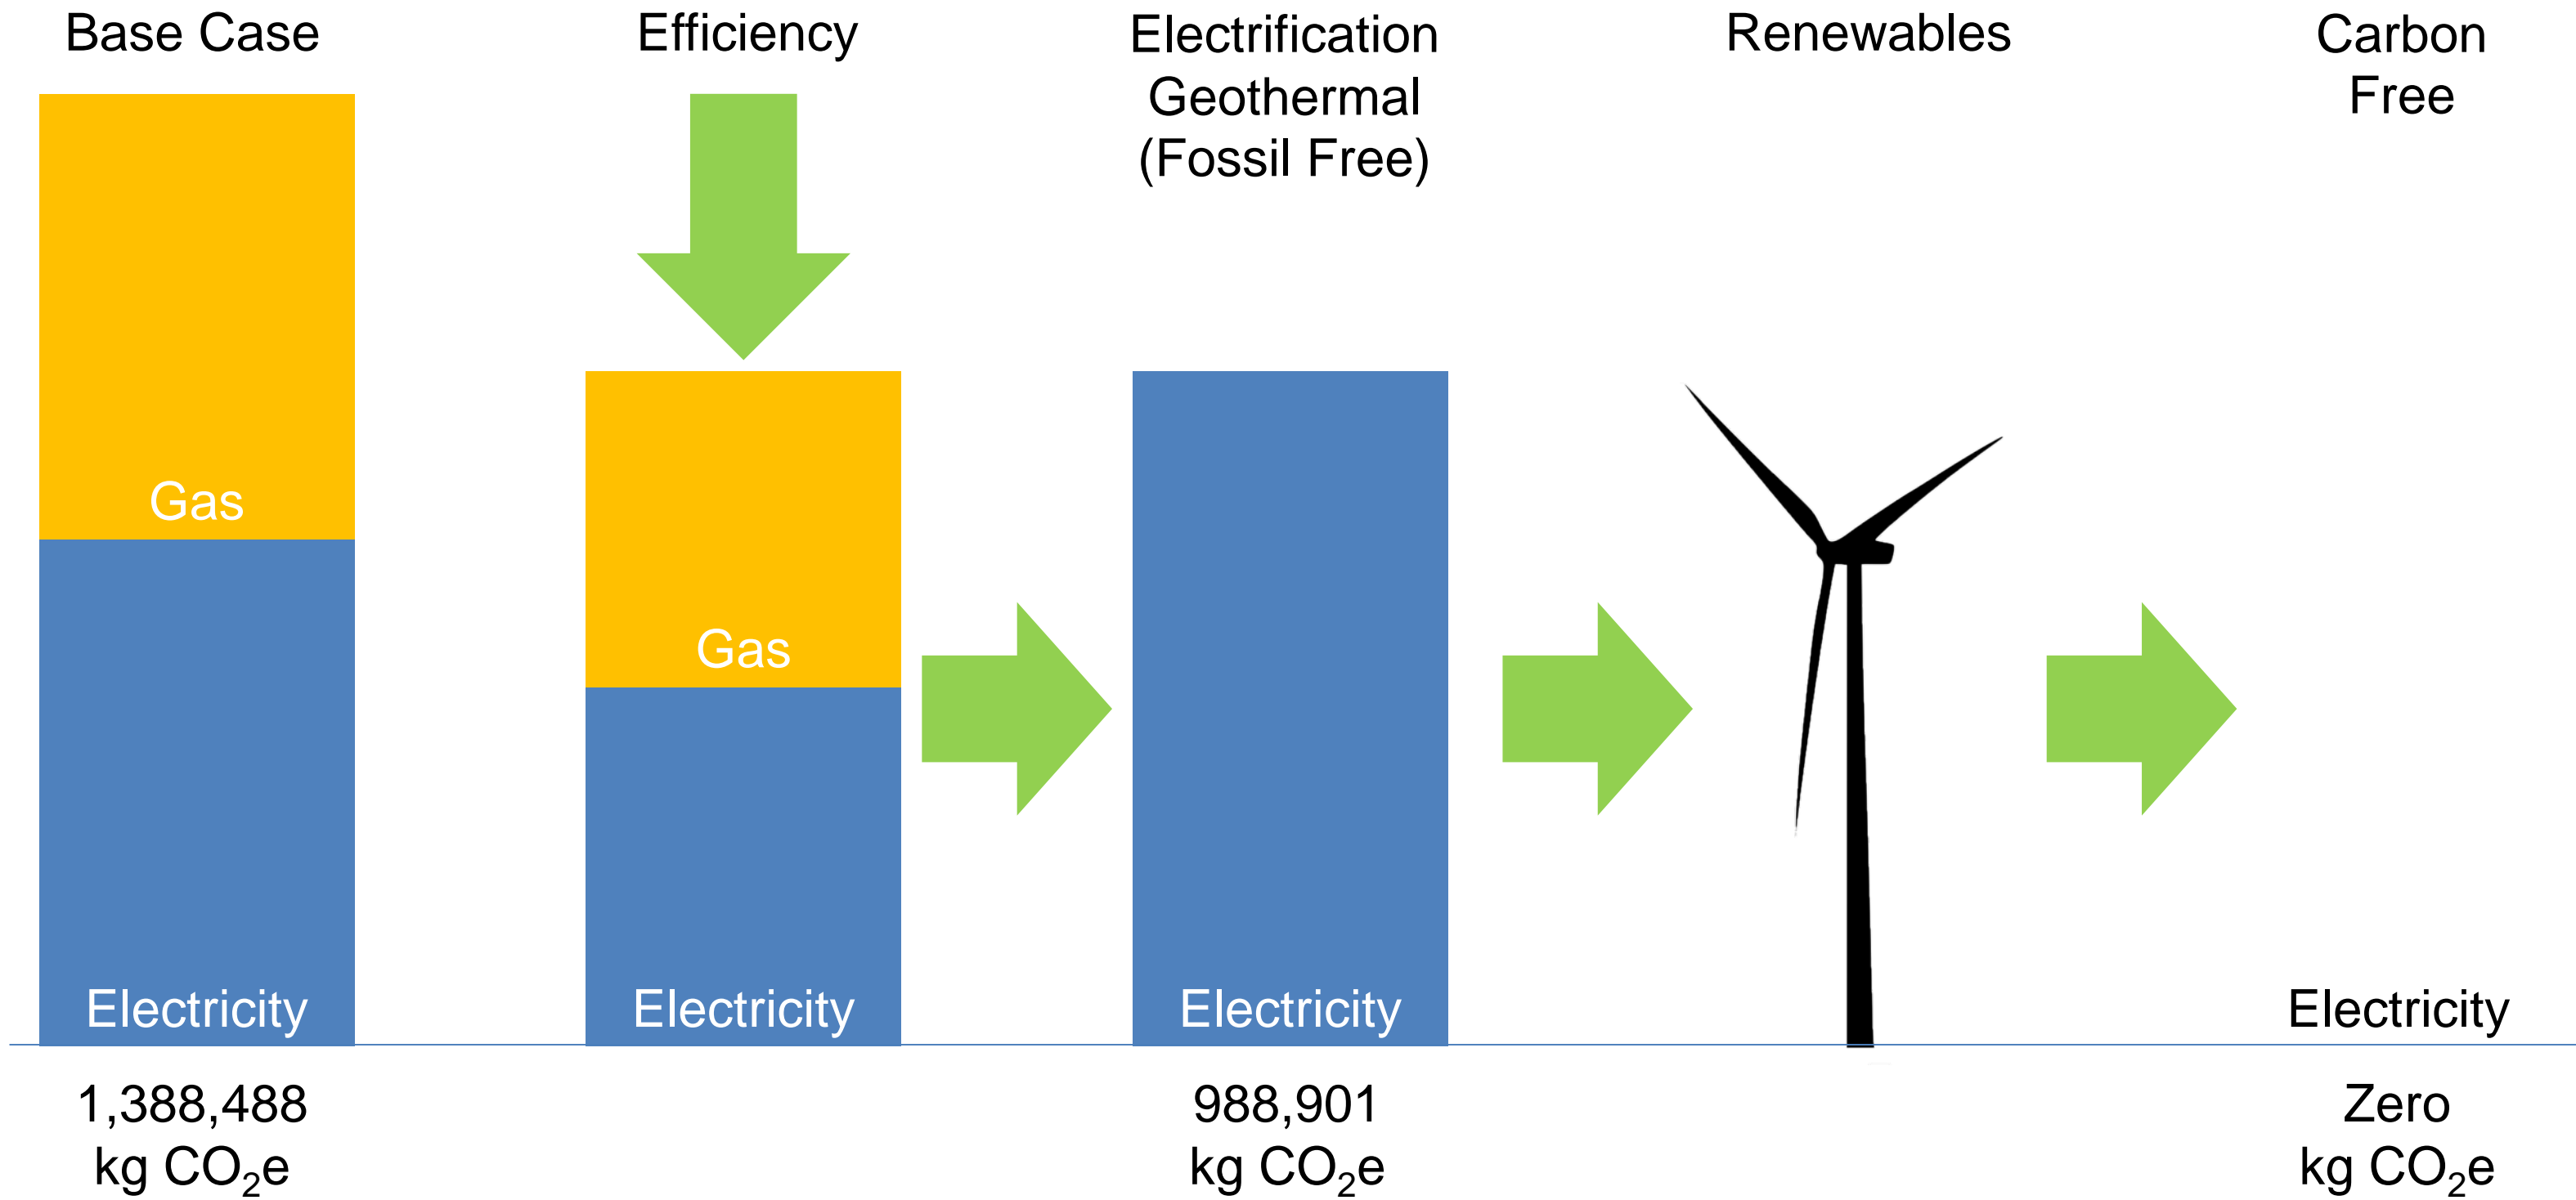 Base Case
Efficiency
Electrification
Geothermal
(Fossil Free)
Renewables
Carbon
Free
Gas
Gas
Electricity
Electricity
Electricity
Electricity
1,388,488
kg CO₂e
988,901
kg CO₂e
Zero
kg CO₂e